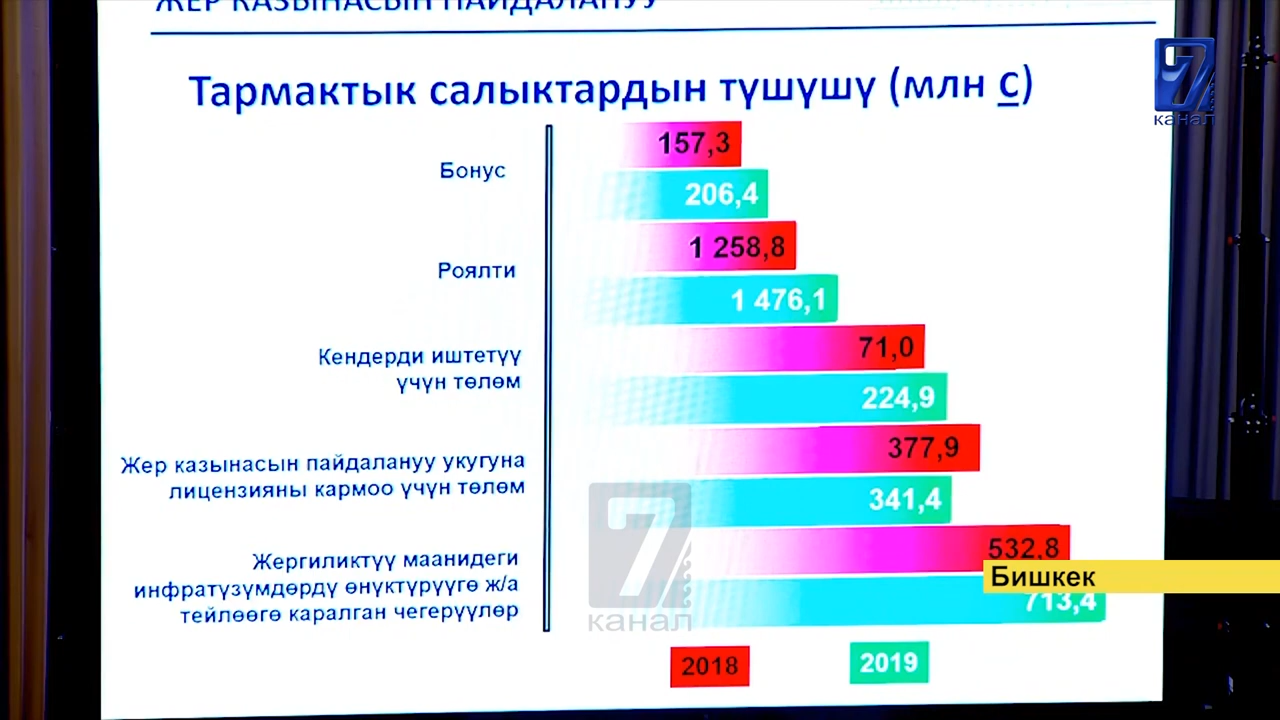 ЖЕР КАЗЫНАСЫН ПАЙДАЛАНУУ
Тармактык салыктардын түшүшү (млн с)
7
канал
Бонус
157,3
206,4
Роялти
1 258,8
1 476,1
Кендерди иштетүү
үчүн төлөм
71,0
224,9
Жер казынасын пайдалануу укугуна
лицензияны кармоо үчүн төлөм
377,9
341,4
Жергиликтүү маанидеги
инфратүзүмдөрдү өнүктүрүүгө ж/а
тейлөөгө каралган чегерүүлөр
532,8
713,4
Бишкек
7
канал
2018
2019